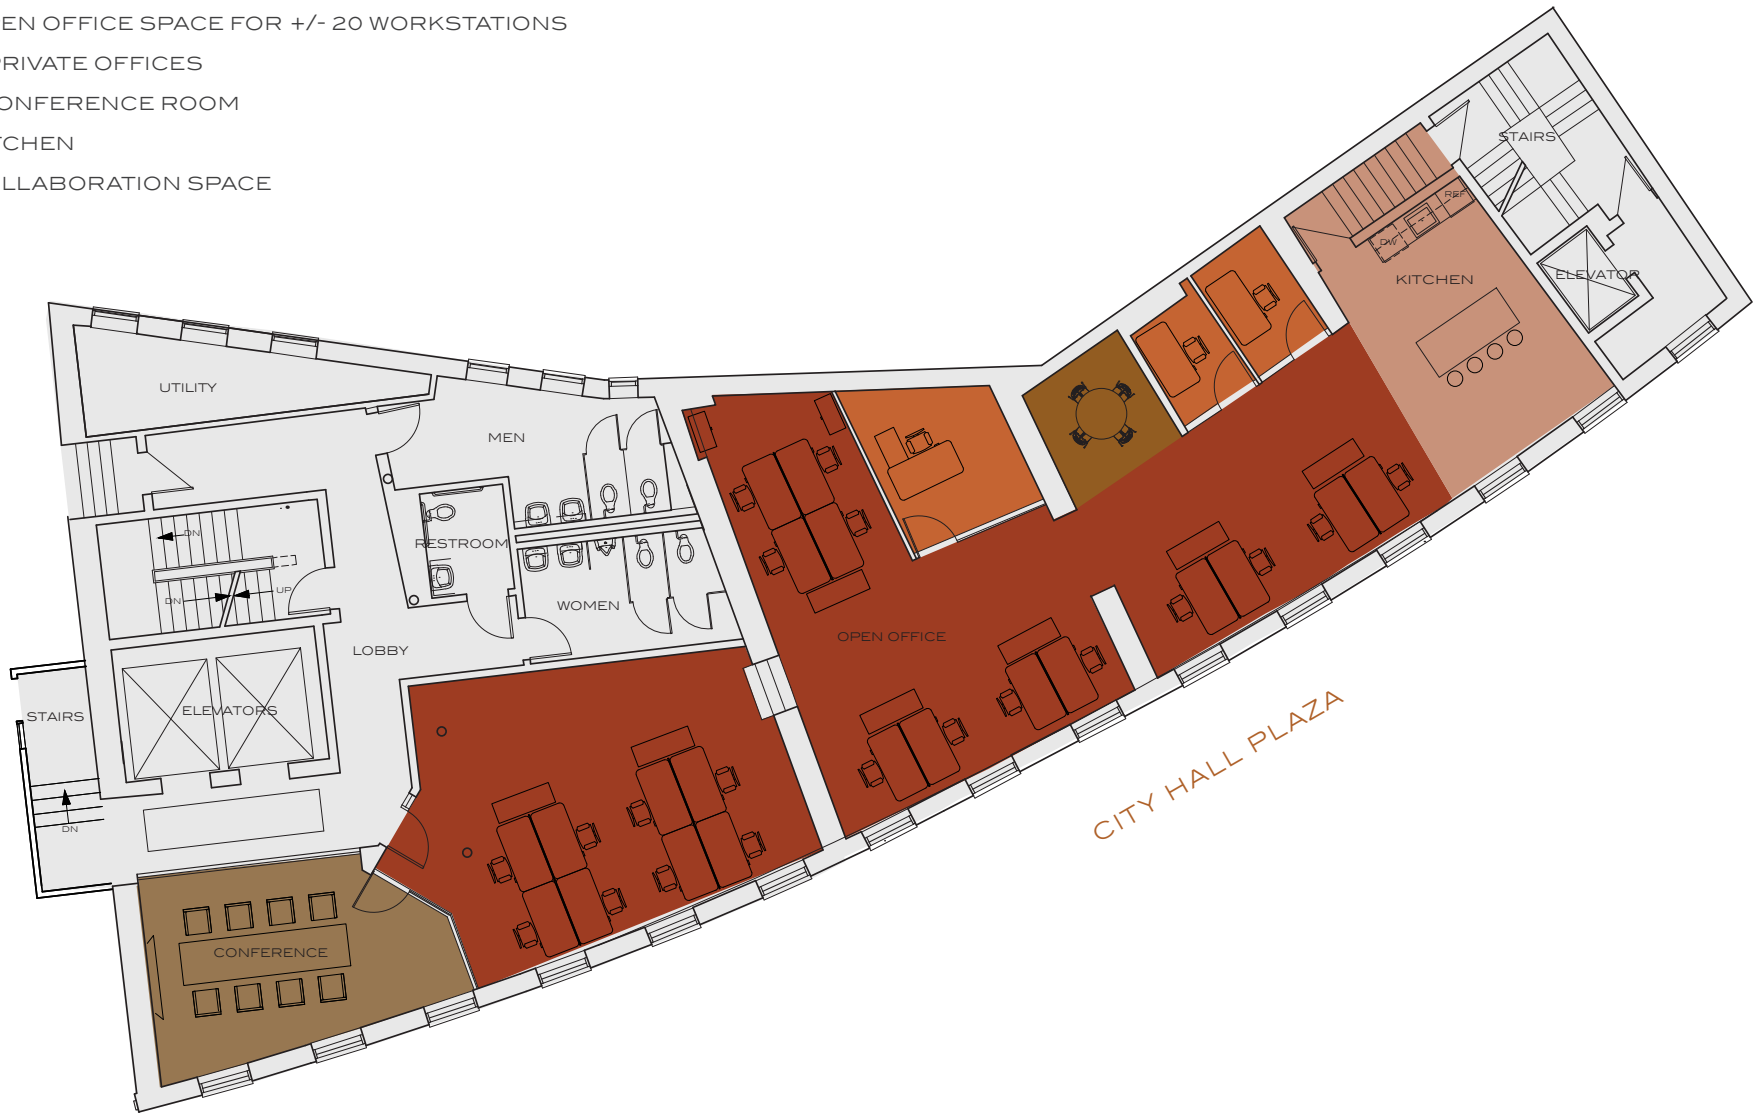 EN OFFICE SPACE FOR +/- 20 WORKSTATIONS
PRIVATE OFFICES
ONFERENCE ROOM
TCHEN
LLABORATION SPACE
STAIRS
REF
DW
KITCHEN
ELEVATOR
UTILITY
MEN
DN
RESTROOM
UP
DN
WOMEN
LOBBY
OPEN OFFICE
STAIRS
ELEVATORS
CITY HALL PLAZA
DN
CONFERENCE